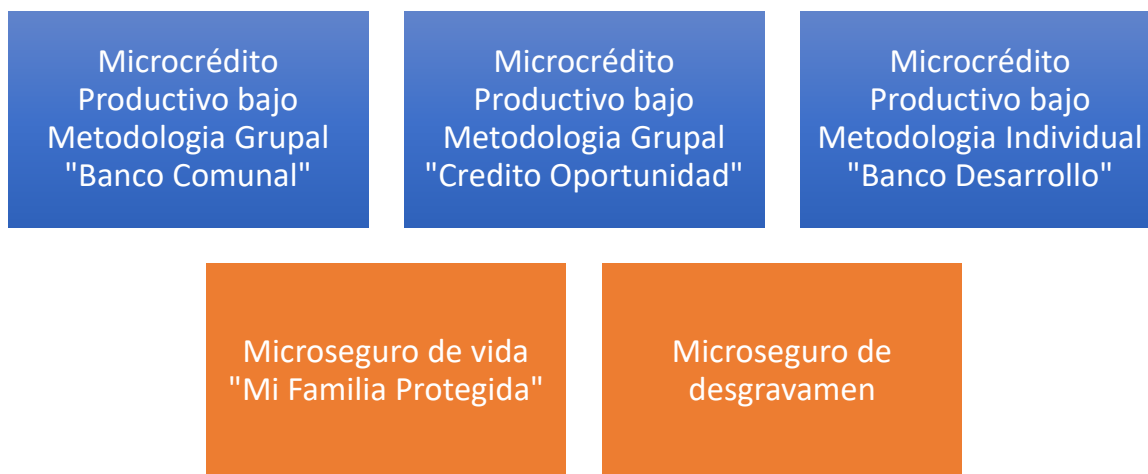 Microcrédito
Productivo bajo
Metodologia Grupal
"Banco Comunal"
Microcrédito
Productivo bajo
Metodologia Grupal
"Credito Oportunidad"
Microcrédito
Productivo bajo
Metodologia Individual
"Banco Desarrollo"
Microseguro de vida
"Mi Familia Protegida"
Microseguro de
desgravamen